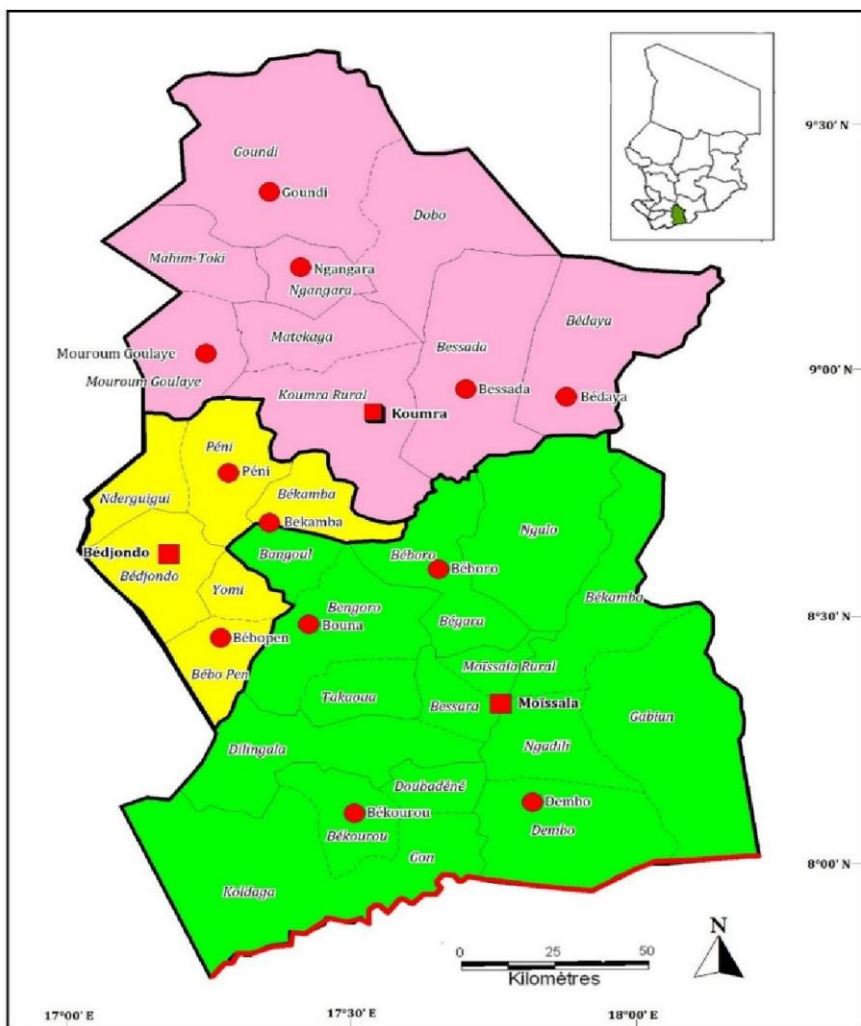 9°30' N
Goundi
Goundi
Dobo
Mahim-Toki
Ngangara
Ngangara
Bédaya
Matekaga
Bessada
Mouroum Goulaye
9°00' N
Mouroum Goulaye
Koumra Rural
Bessada
Bédaya
Koumra
Péni
Péni
Nderguigui
Békamba
Bekamba
Ngalo
Bédjondo
Bangoul
Béboro
Béboro
Bédjondo
Yomi
Békamba
Bengoro
8°30' N
Bégara
Bouna
Bébopen
Bébo Pen
Moïssala Rural
Takaoua
Bessara
Moïssala
Gabian
Dilingala
Ngadili
Doubadéné
Dembo
Békourou
Békourou
Dembo
Gon
8°00' N
Koldaga
N
0 25 50
Kilomètres
17°00' E
17°30' E
18°00' E